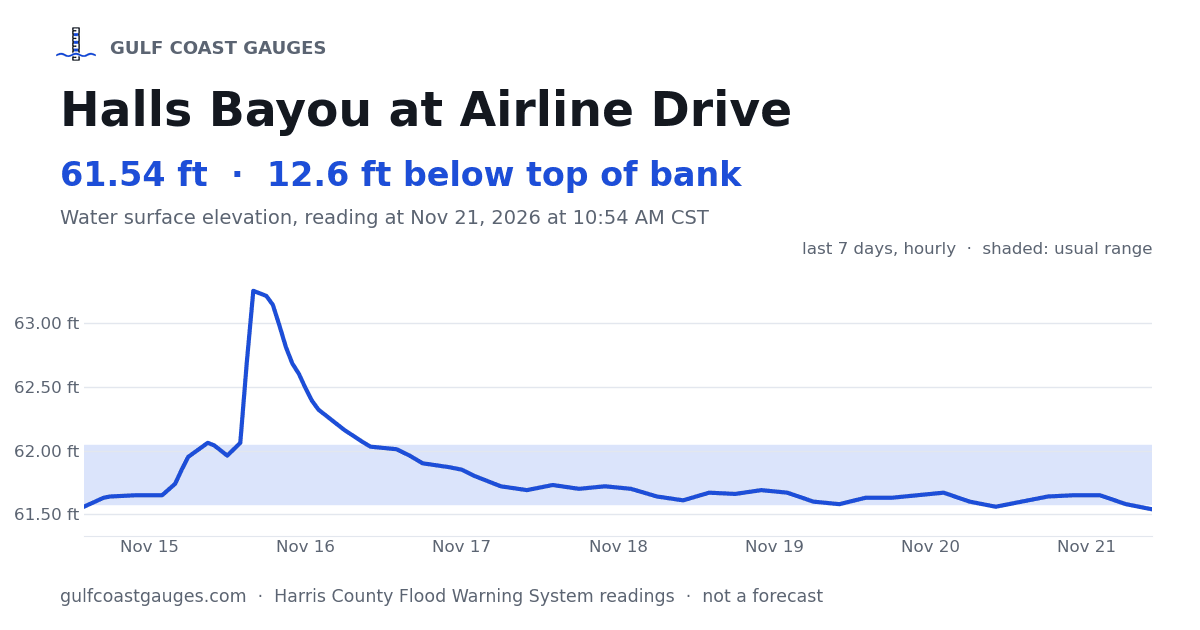 GULF COAST GAUGES
Halls Bayou at Airline Drive
61.54 ft · 12.6 ft below top of bank
Water surface elevation, reading at Nov 21, 2026 at 10:54 AM CST
last 7 days, hourly · shaded: usual range
63.00 ft
62.50 ft
62.00 ft
61.50 ft
Nov 15 Nov 16 Nov 17 Nov 18 Nov 19 Nov 20 Nov 21
gulfcoastgauges.com · Harris County Flood Warning System readings · not a forecast